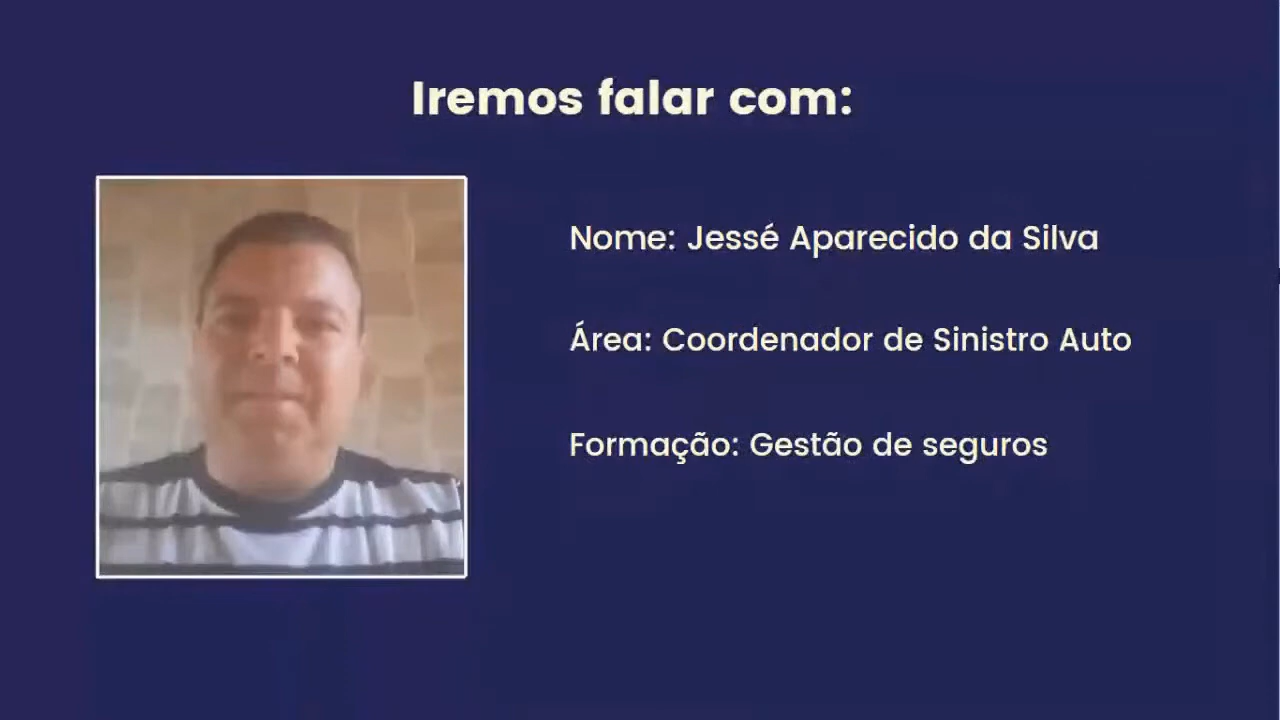 Iremos falar com:
Nome: Jessé Aparecido da Silva
Área: Coordenador de Sinistro Auto
Formação: Gestão de seguros